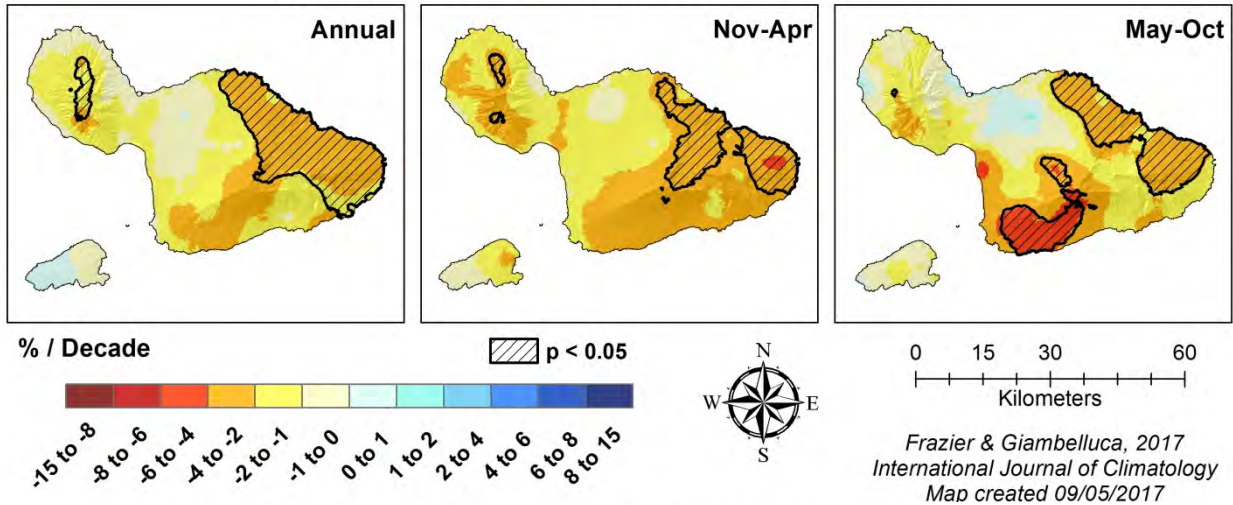 Annual
Nov-Apr
May-Oct
% / Decade
p < 0.05
-15 to -8
-8 to -6
-6 to -4
-4 to -2
-2 to -1
-1 to 0
0 to 1
1 to 2
2 to 4
4 to 6
6 to 8
8 to 15
N
W E
S
0 15 30 60
Kilometers
Frazier & Giambelluca, 2017
International Journal of Climatology
Map created 09/05/2017